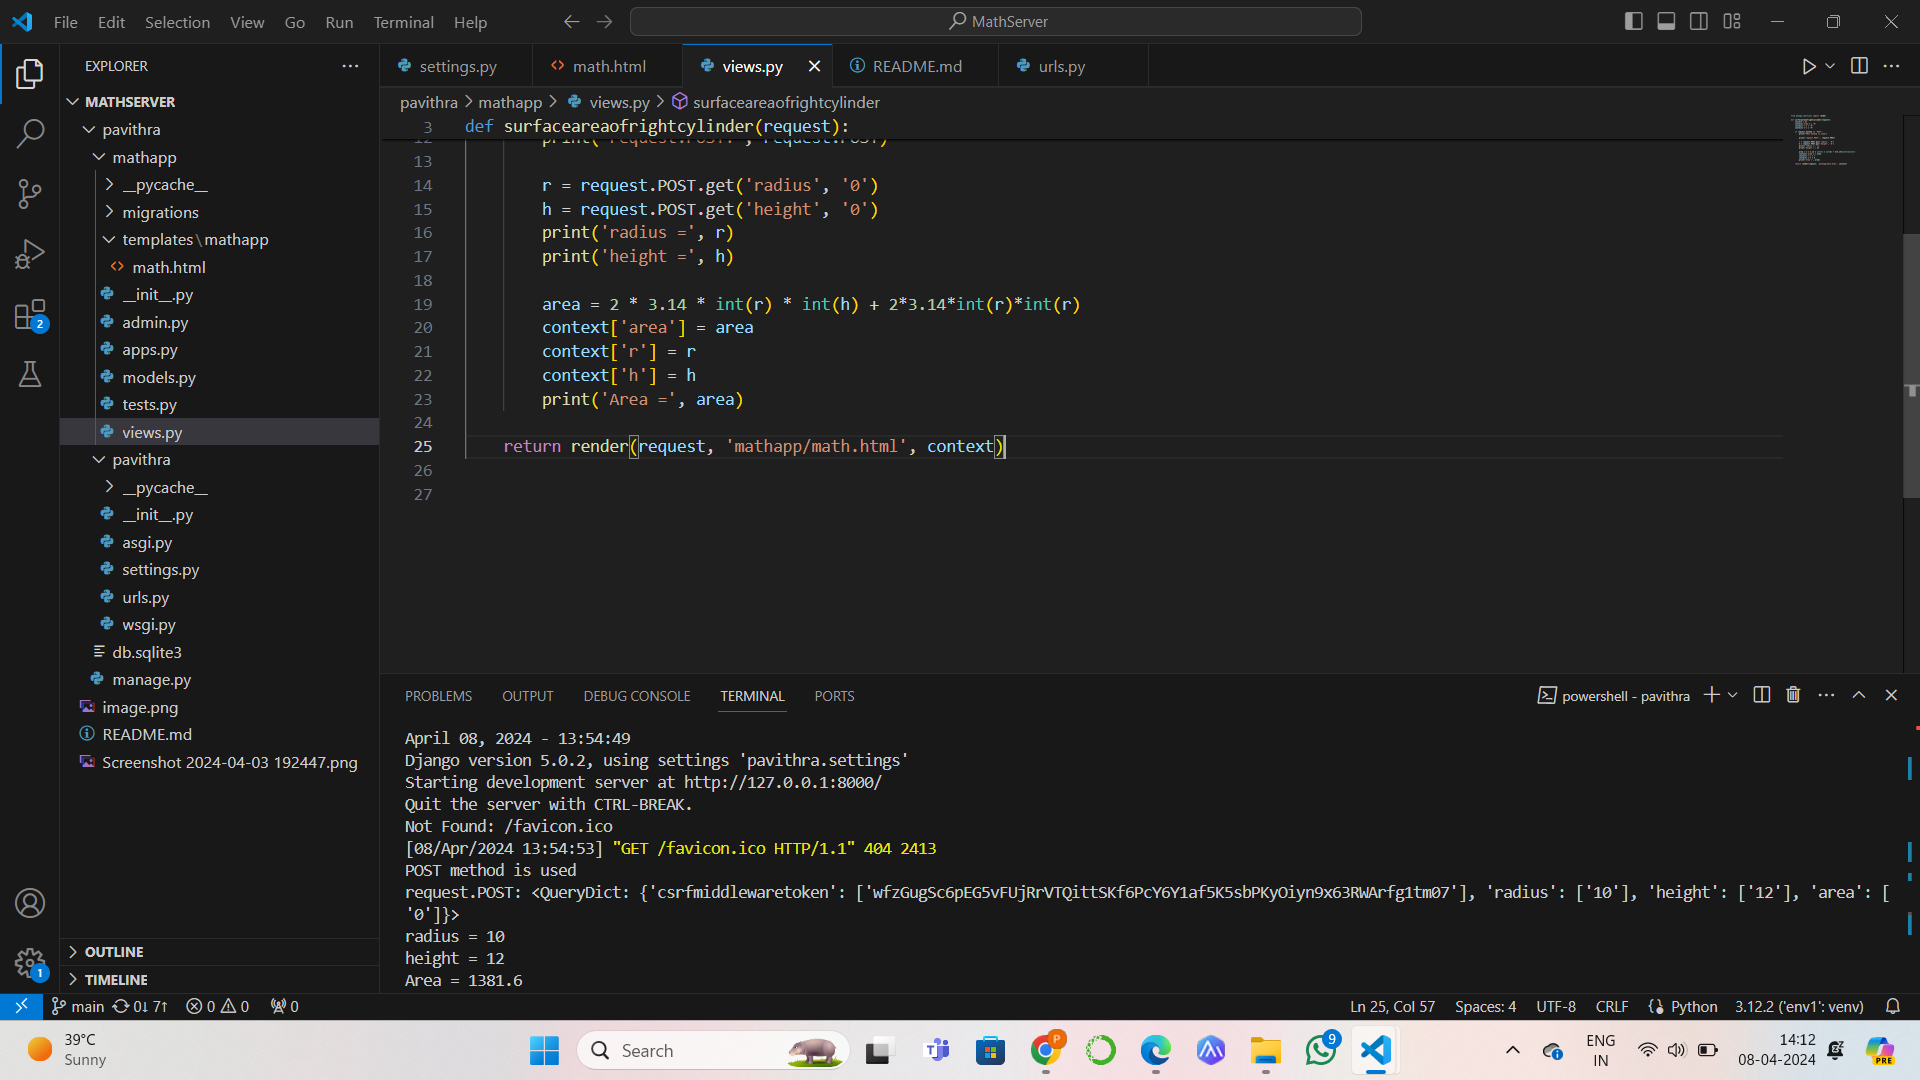 File Edit Selection View Go Run Terminal Help
MathServer
EXPLORER
MATHSERVER
pavithra
mathapp
__pycache__
migrations
templates\mathapp
math.html
__init__.py
admin.py
apps.py
models.py
tests.py
views.py
pavithra
__pycache__
__init__.py
asgi.py
settings.py
urls.py
wsgi.py
db.sqlite3
manage.py
image.png
README.md
Screenshot 2024-04-03 192447.png
OUTLINE
TIMELINE
2
1
settings.py math.html views.py README.md urls.py
pavithra > mathapp > views.py > surfaceareaofrightcylinder
3 def surfaceareaofrightcylinder(request):
12 print('request.POST:', request.POST)
13
14 r = request.POST.get('radius', '0')
15 h = request.POST.get('height', '0')
16 print('radius =', r)
17 print('height =', h)
18
19 area = 2 * 3.14 * int(r) * int(h) + 2*3.14*int(r)*int(r)
20 context['area'] = area
21 context['r'] = r
22 context['h'] = h
23 print('Area =', area)
24
25 return render(request, 'mathapp/math.html', context)
26
27
PROBLEMS OUTPUT DEBUG CONSOLE TERMINAL PORTS
powershell - pavithra
April 08, 2024 - 13:54:49
Django version 5.0.2, using settings 'pavithra.settings'
Starting development server at http://127.0.0.1:8000/
Quit the server with CTRL-BREAK.
Not Found: /favicon.ico
[08/Apr/2024 13:54:53] "GET /favicon.ico HTTP/1.1" 404 2413
POST method is used
request.POST: <QueryDict: {'csrfmiddlewaretoken': ['wfzGugSc6pEG5vFUjRrVTQittSKf6PcY6Y1af5K5sbPKyOiyn9x63RWArfg1tm07'], 'radius': ['10'], 'height': ['12'], 'area': [
'0']}>
radius = 10
height = 12
Area = 1381.6
main 0↓ 7↑ 0 0 0
Ln 25, Col 57 Spaces: 4 UTF-8 CRLF Python 3.12.2 ('env1': venv)
39°C
Sunny
Search
P
9
ENG
IN
14:12
08-04-2024
PRE